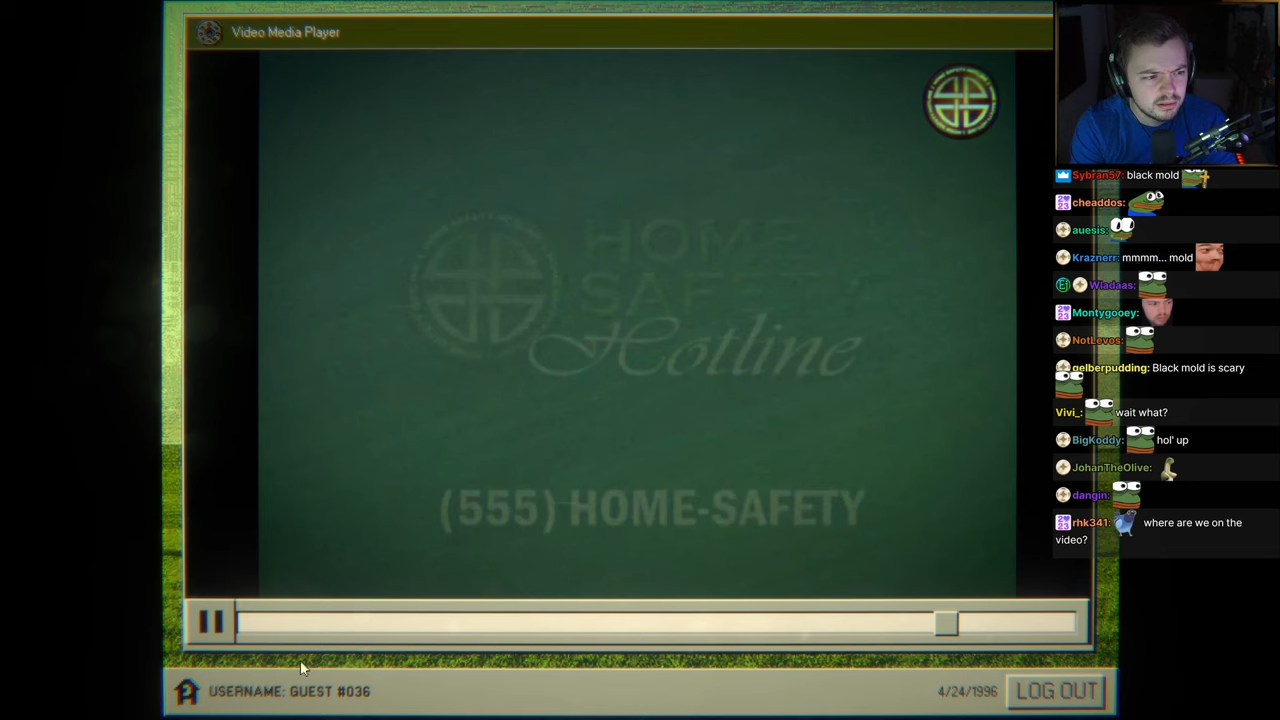 Video Media Player
HOME
SAFETY
Hotline
(555) HOME-SAFETY
USERNAME: GUEST #036
4/24/1996
LOG OUT
Sybran57: black mold
cheaddos:
auesis:
Kraznerr: mmmm... mold
Wladaas:
Montygooey:
NotLevos:
gelberpudding: Black mold is scary
Vivi_: wait what?
BigKoddy: hol' up
JohanTheOlive:
dangin:
rhk341: where are we on the
video?